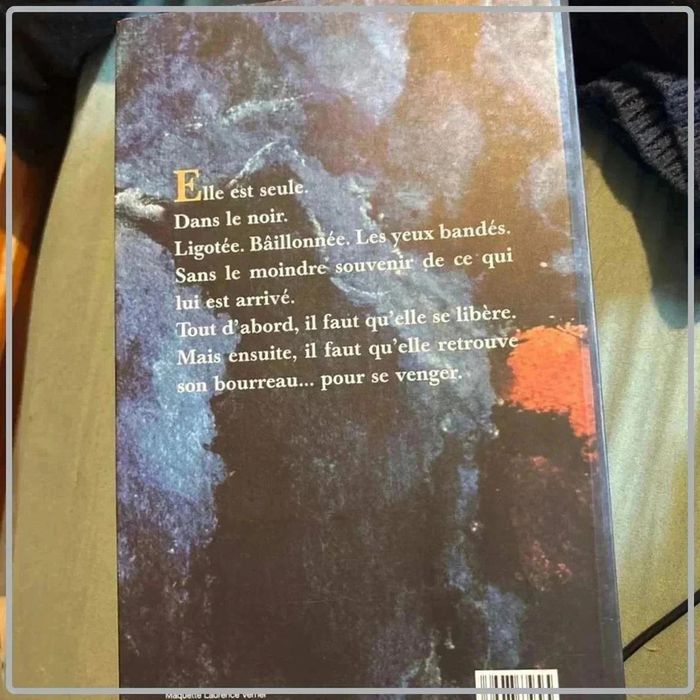 Elle est seule.
Dans le noir.
Ligotée. Bâillonnée. Les yeux bandés.
Sans le moindre souvenir de ce qui
lui est arrivé.
Tout d'abord, il faut qu'elle se libère.
Mais ensuite, il faut qu'elle retrouve
son bourreau... pour se venger.
Maquette Laurence Verrier